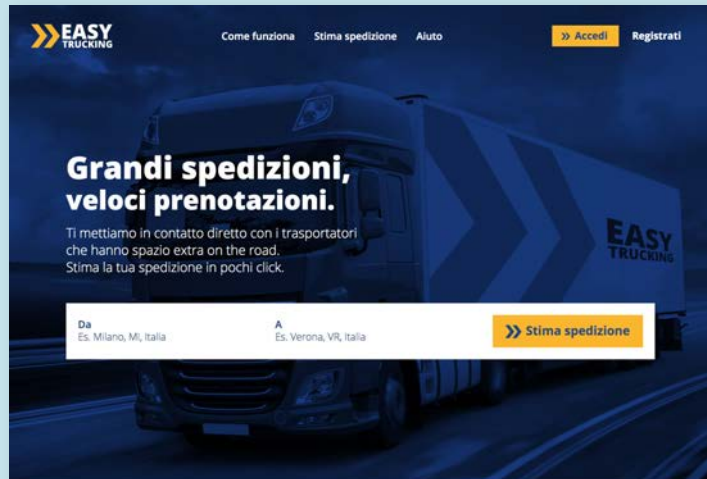 EASY
TRUCKING
Come funziona
Stima spedizione
Aiuto
Accedi
Registrati
Grandi spedizioni,
veloci prenotazioni.
Ti mettiamo in contatto diretto con i trasportatori
che hanno spazio extra on the road.
Stima la tua spedizione in pochi click.
EASY
TRUCKING
Da
Es. Milano, MI, Italia
A
Es. Verona, VR, Italia
Stima spedizione